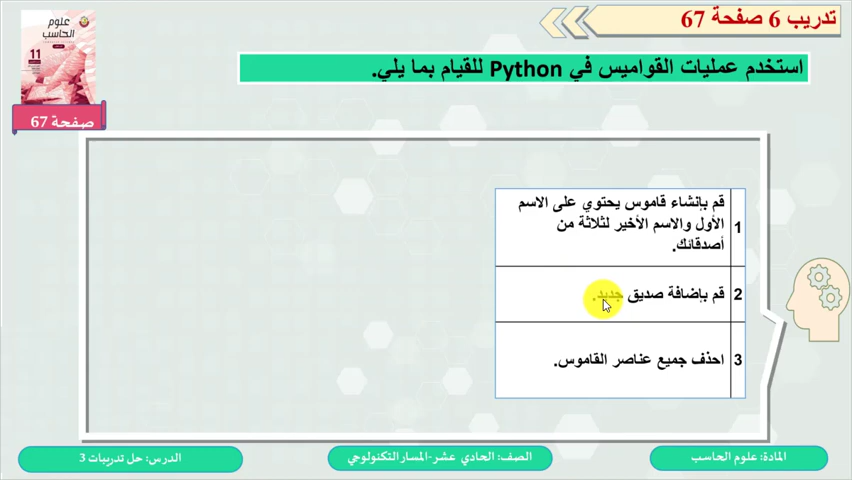 تدريب 6 صفحة 67
علوم
الحاسب
11
صفحة 67
استخدم عمليات القواميس في Python للقيام بما يلي.
1
قم بإنشاء قاموس يحتوي على الاسم
الأول والاسم الأخير لثلاثة من
أصدقائك.
2 قم بإضافة صديق جديد.
3 احذف جميع عناصر القاموس.
المادة: علوم الحاسب
الصف: الحادي عشر-المسار التكنولوجي
الدرس: حل تدريبات 3